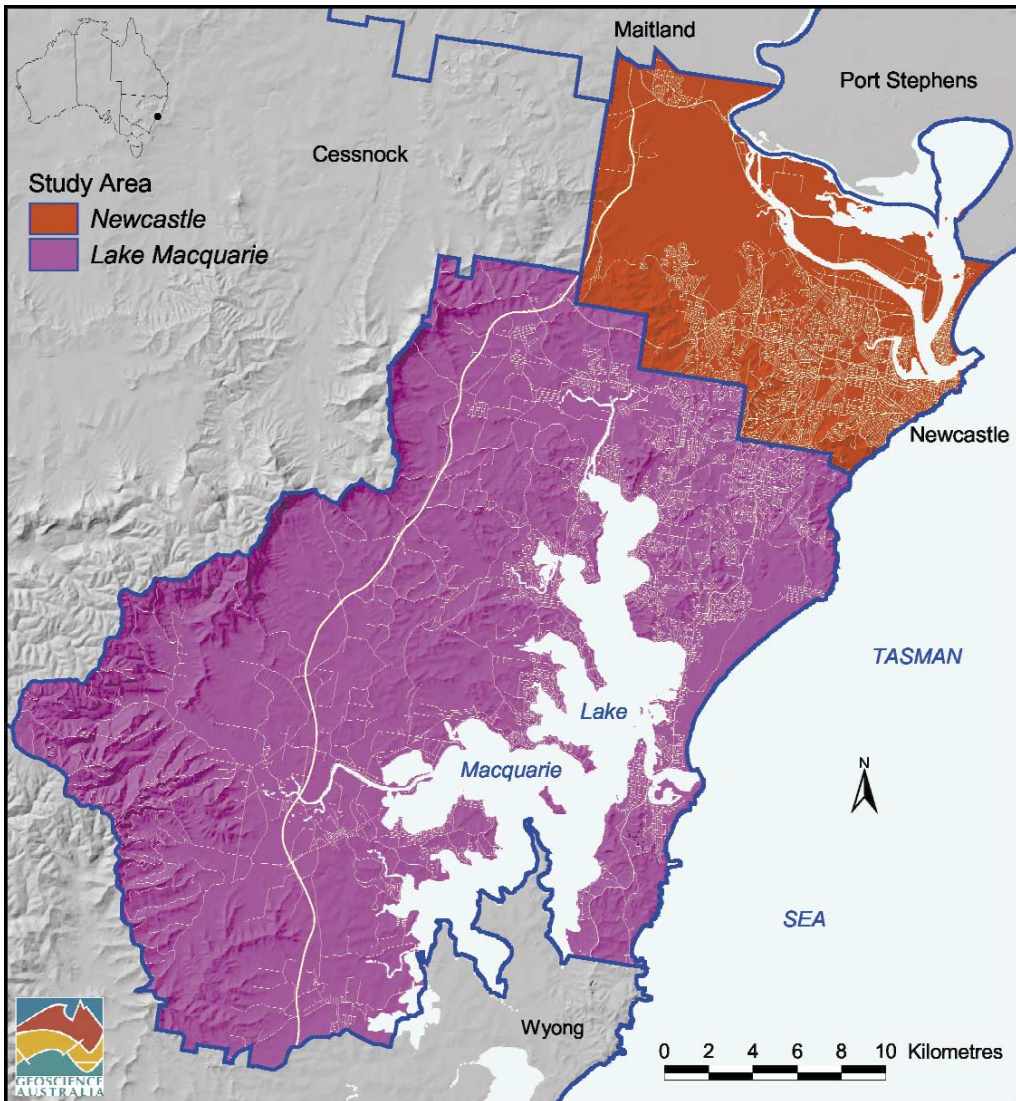 Maitland
Port Stephens
Cessnock
Study Area
Newcastle
Lake Macquarie
Newcastle
TASMAN
Lake
Macquarie
N
SEA
Wyong
0 2 4 6 8 10 Kilometres
GEOSCIENCE
AUSTRALIA